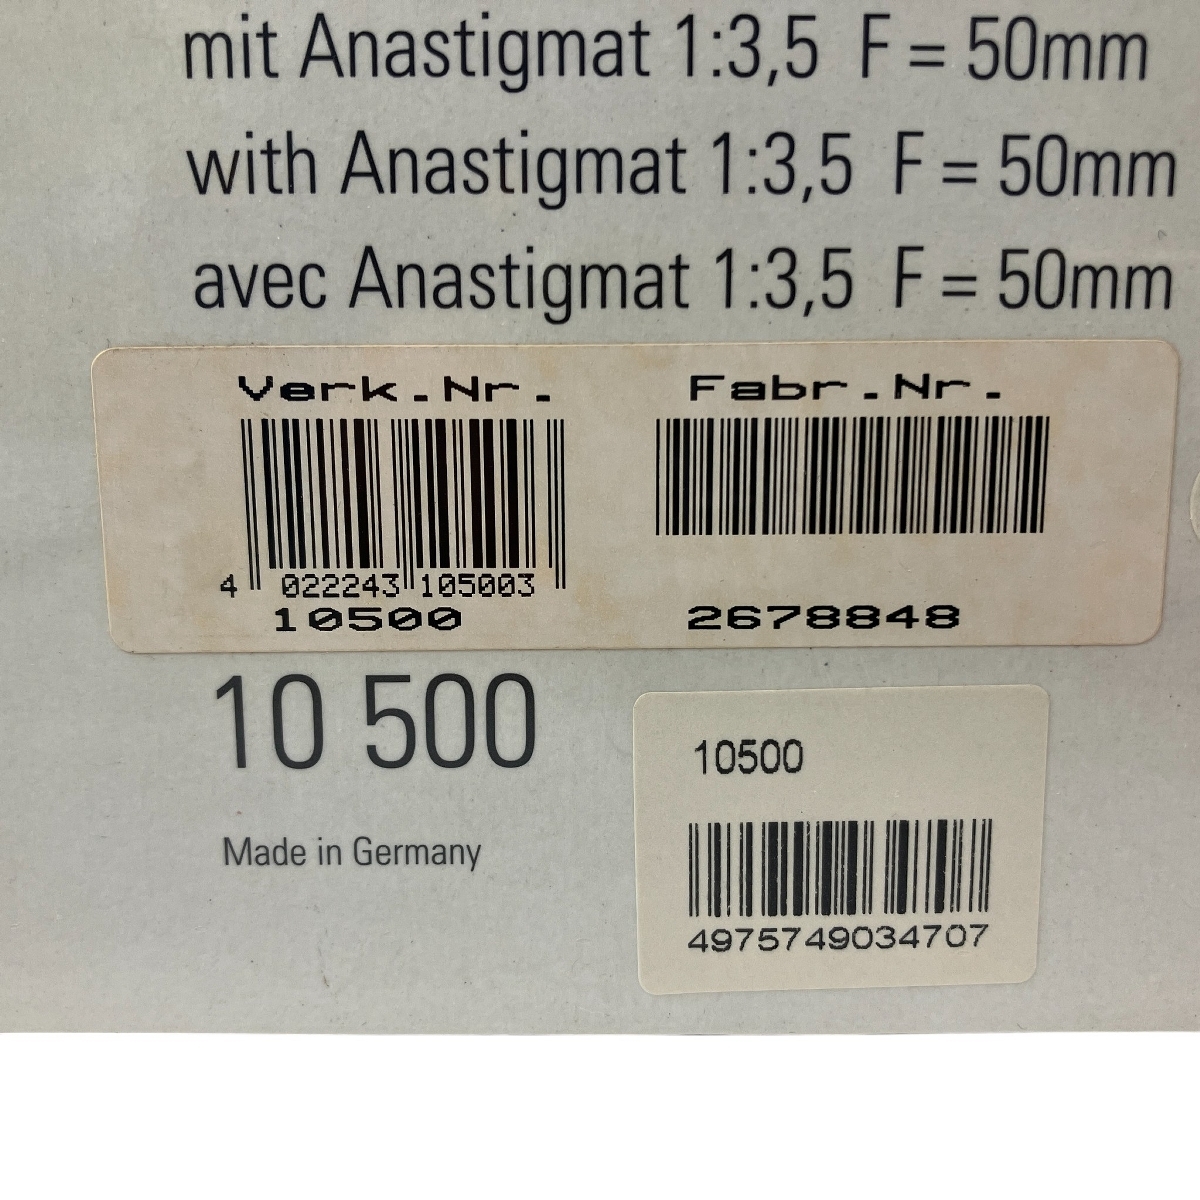 mit Anastigmat 1:3,5 F = 50mm
with Anastigmat 1:3,5 F = 50mm
avec Anastigmat 1:3,5 F = 50mm
Verk.Nr. Fabr.Nr.
4 022243 105003
10500 2678848
10 500
Made in Germany
10500
4975749034707